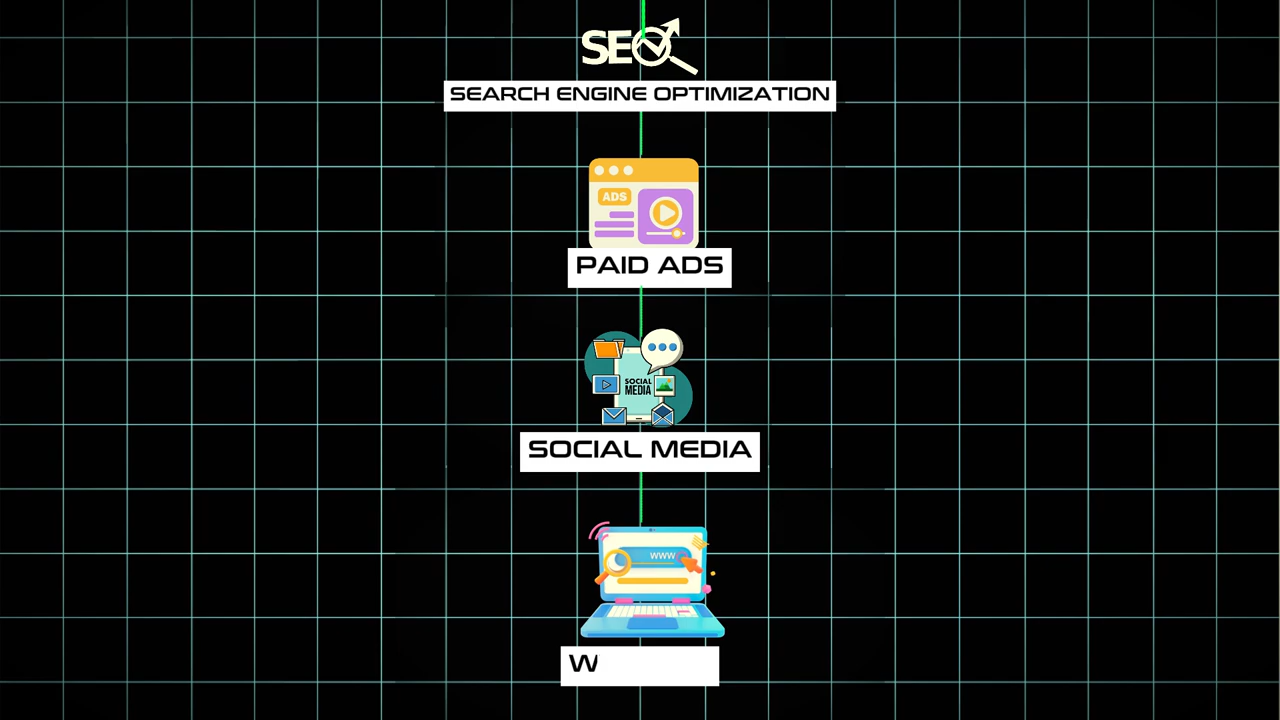 SEO
SEARCH ENGINE OPTIMIZATION
ADS
PAID ADS
SOCIAL
MEDIA
SOCIAL MEDIA
WWW
W